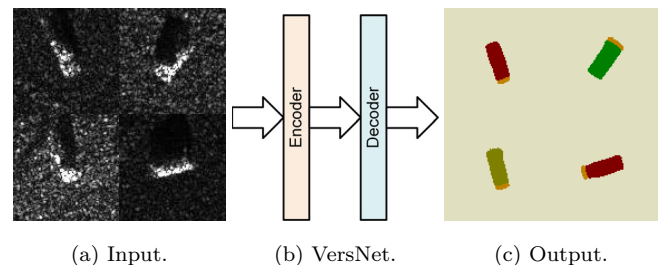 Encoder
Decoder
(a) Input.
(b) VersNet.
(c) Output.